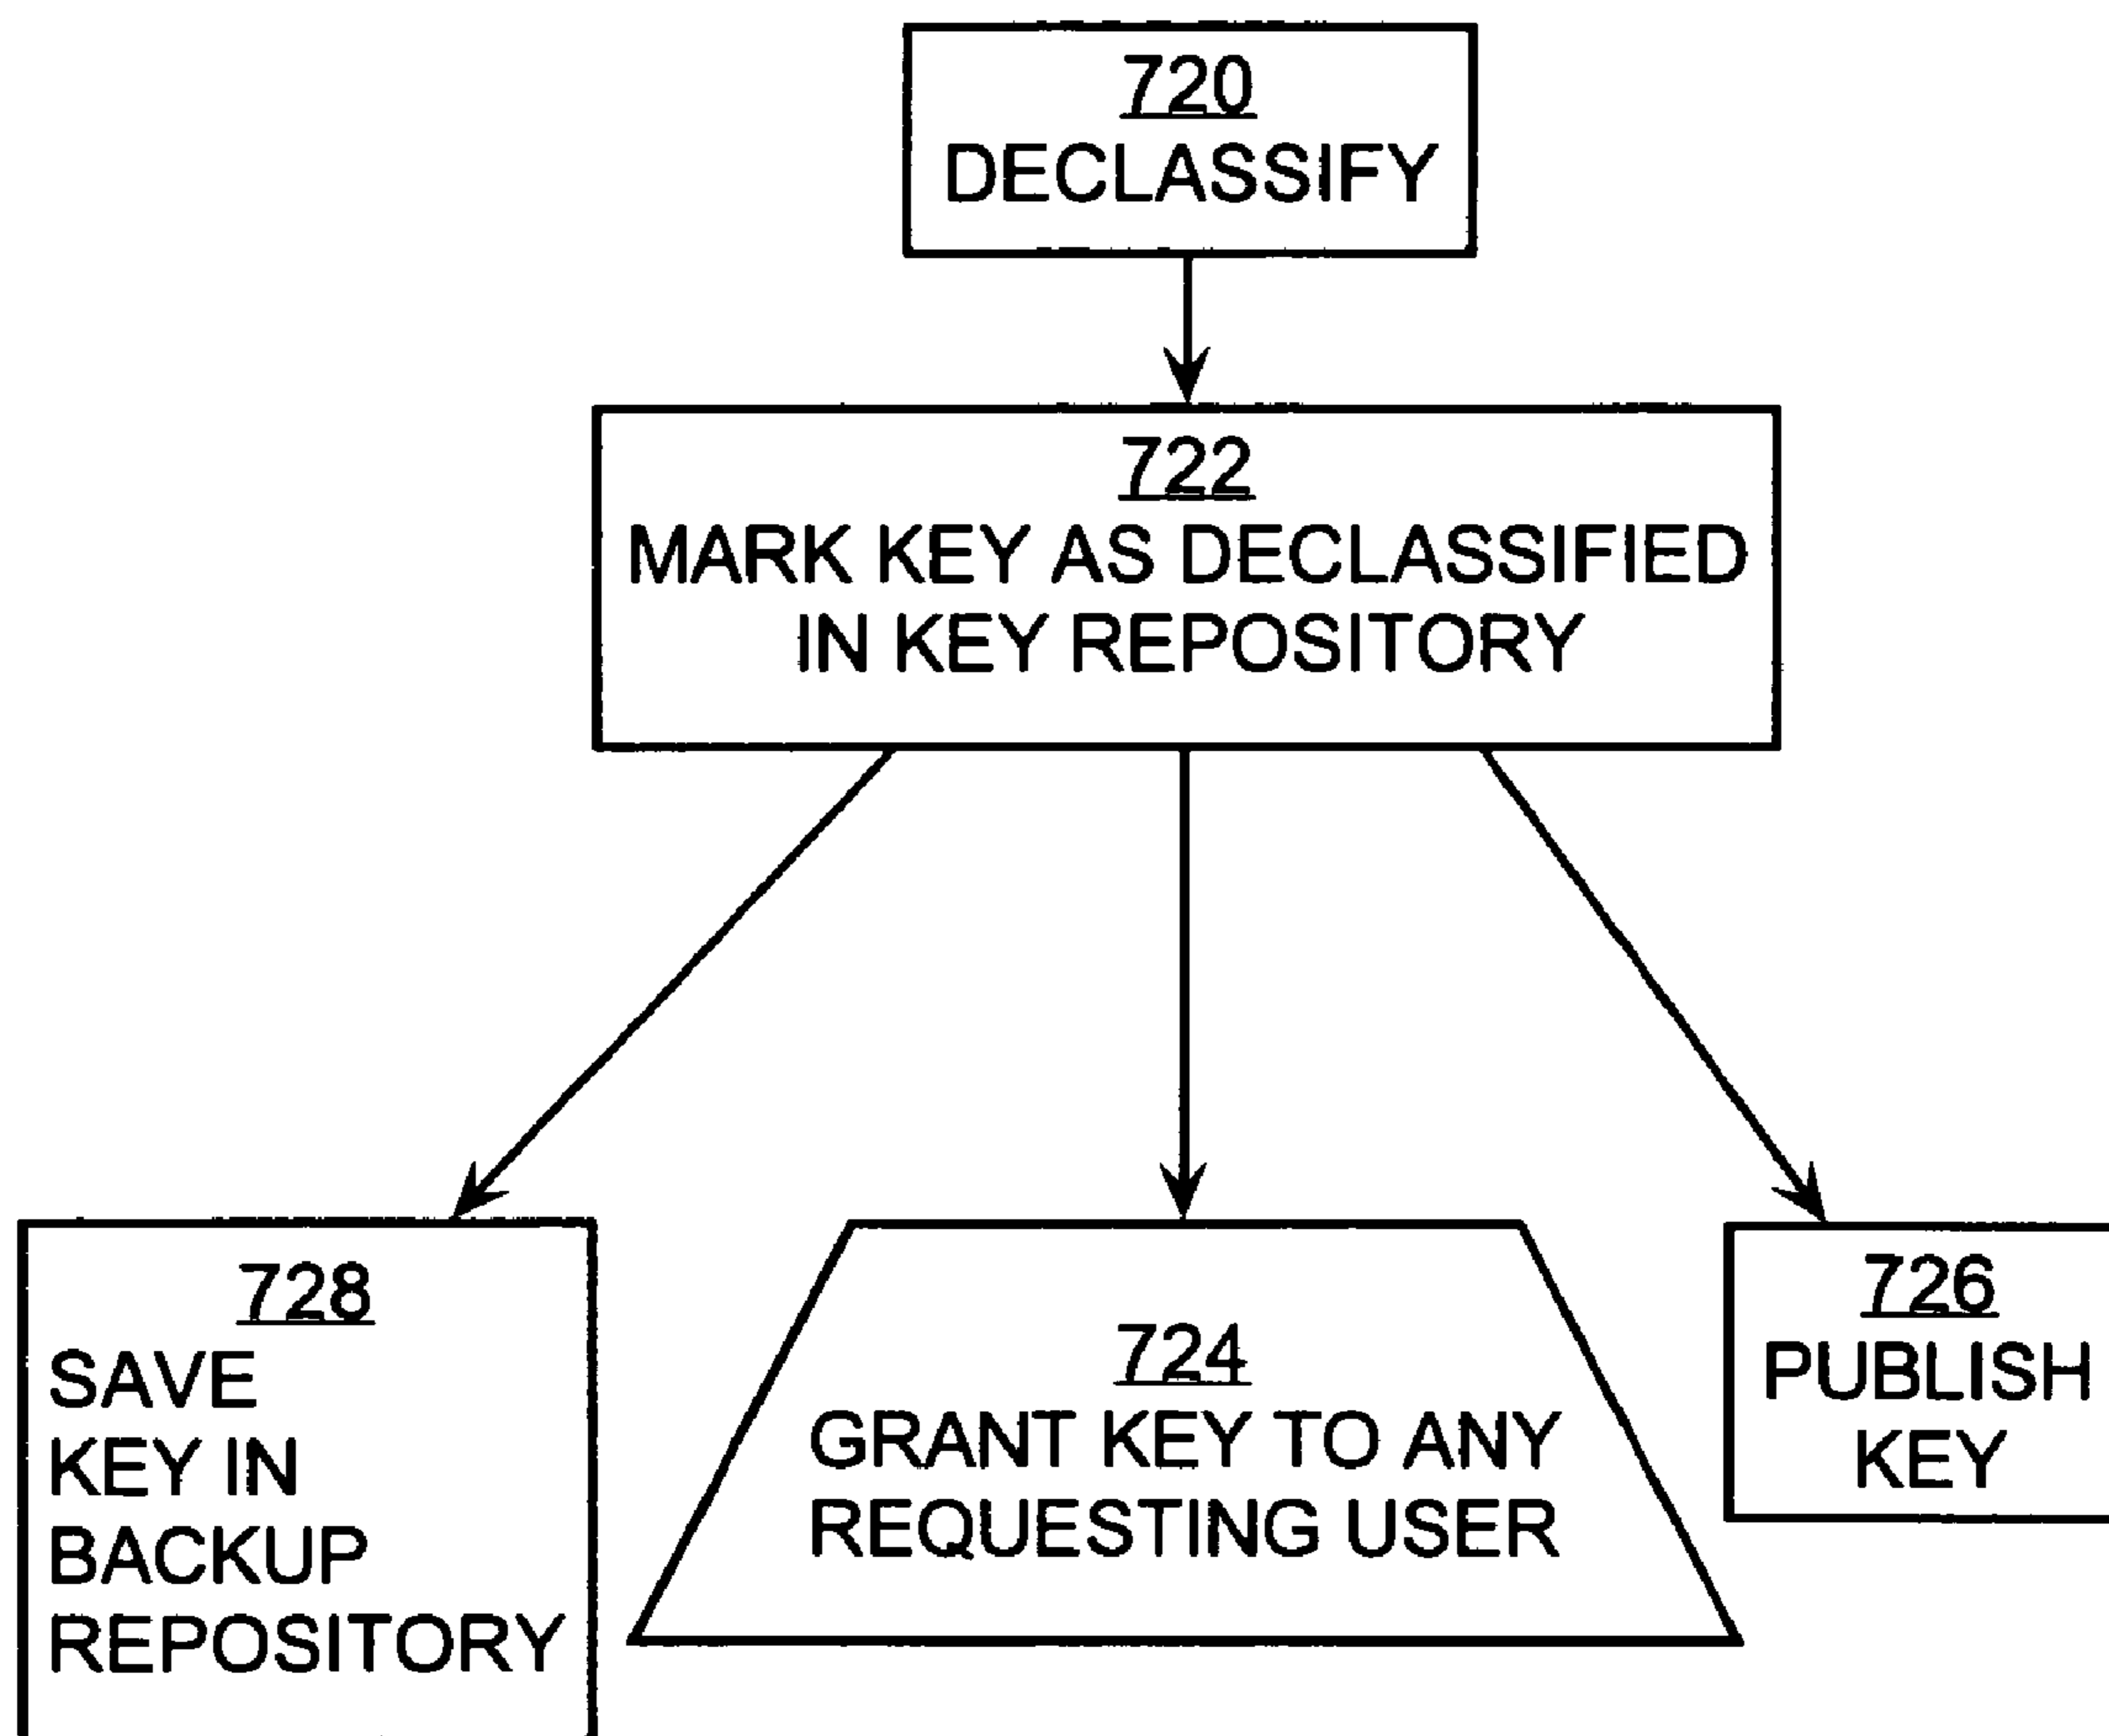 720
DECLASSIFY
722
MARK KEY AS DECLASSIFIED
IN KEY REPOSITORY
728
SAVE
KEY IN
BACKUP
REPOSITORY
724
GRANT KEY TO ANY
REQUESTING USER
726
PUBLISH
KEY